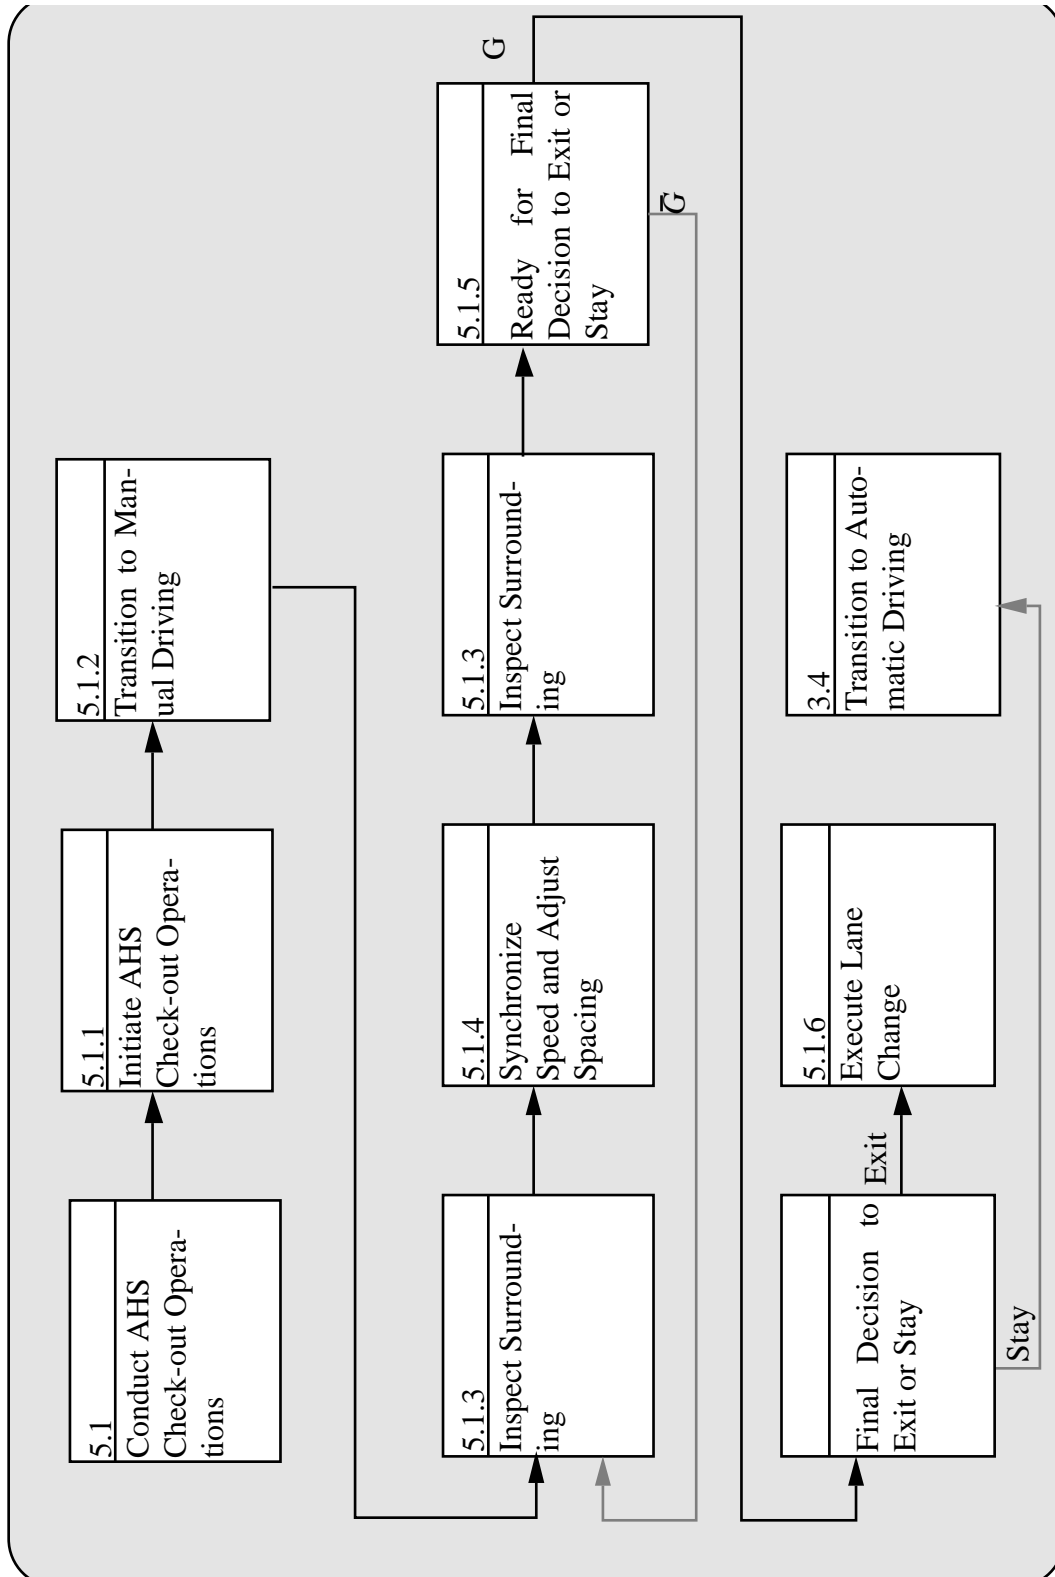 5.1
Conduct AHS
Check-out Opera-
tions
5.1.1
Initiate AHS
Check-out Opera-
tions
5.1.2
Transition to Man-
ual Driving
5.1.3
Inspect Surround-
ing
5.1.4
Synchronize
Speed and Adjust
Spacing
5.1.3
Inspect Surround-
ing
5.1.5
Ready for Final
Decision to Exit or
Stay
G
G̅
Final Decision to
Exit or Stay
Exit
Stay
5.1.6
Execute Lane
Change
3.4
Transition to Auto-
matic Driving